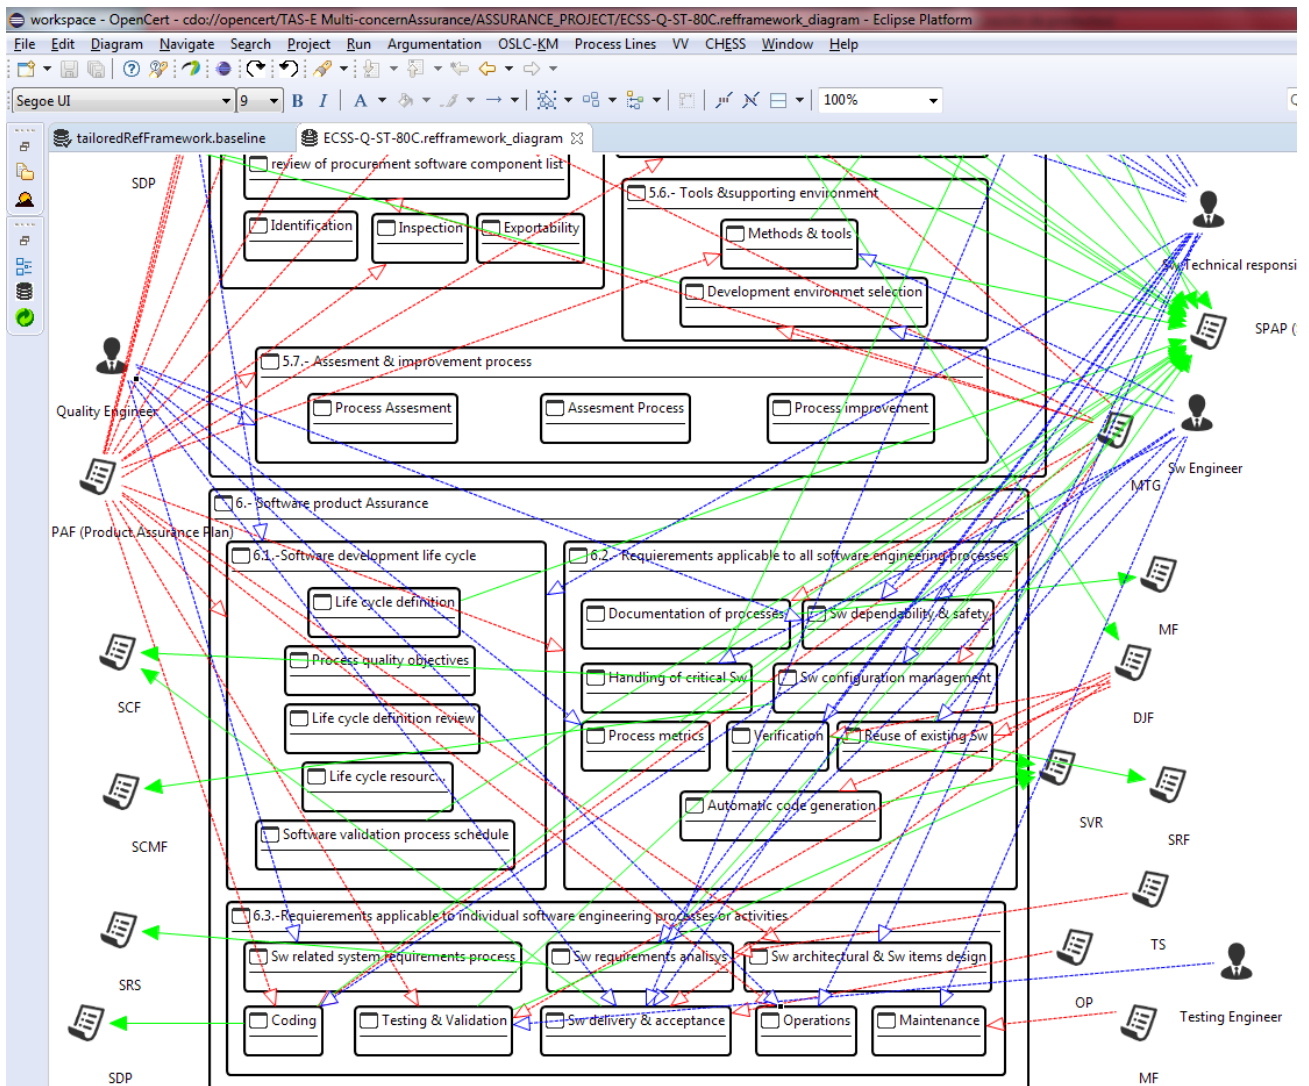 workspace - OpenCert - cdo://opencert/TAS-E Multi-concernAssurance/ASSURANCE_PROJECT/ECSS-Q-ST-80C.refframework_diagram - Eclipse Platform
File Edit Diagram Navigate Search Project Run Argumentation OSLC-KM Process Lines VV CHESS Window Help
Segoe UI 9 B I A 100%
tailoredRefFramework.baseline ECSS-Q-ST-80C.refframework_diagram
review of procurement software component list
SDP
5.6.- Tools &supporting environment
Identification Inspection Exportability
Methods & tools
Sw Technical responsi
Development environmet selection
SPAP (
5.7.- Assesment & improvement process
Quality Engineer
Process Assesment Assesment Process Process improvement
Sw Engineer
MTG
6.- Software product Assurance
PAF (Product Assurance Plan)
6.1.-Software development life cycle
6.2.- Requierements applicable to all software engineering processes
Life cycle definition
Documentation of processes Sw dependability & safety
MF
Process quality objectives
Handling of critical Sw Sw configuration management
SCF
Life cycle definition review
DJF
Process metrics Verification Reuse of existing Sw
Life cycle resourc...
Automatic code generation
SVR
Software validation process schedule
SRF
SCMF
6.3.-Requierements applicable to individual software engineering processes or activities
TS
Sw related system requirements process Sw requirements analisys Sw architectural & Sw items design
SRS
OP
Testing Engineer
Coding Testing & Validation Sw delivery & acceptance Operations Maintenance
SDP
MF